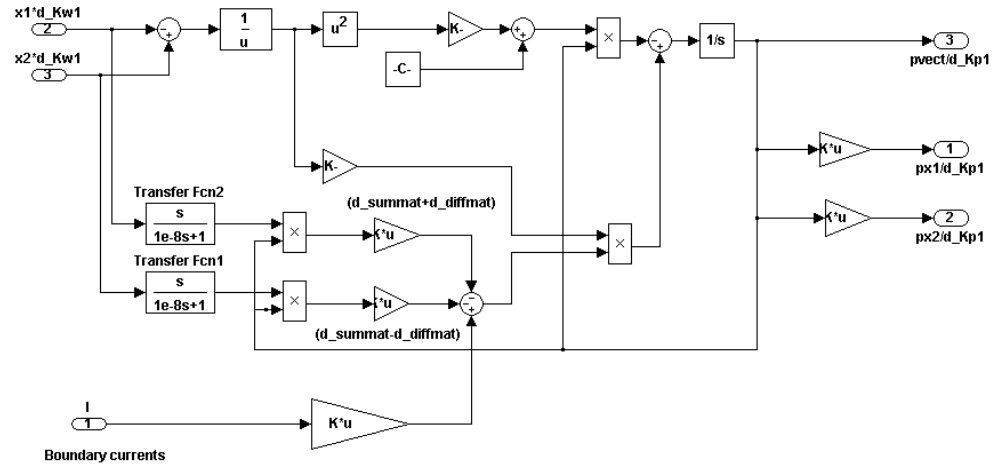 x1*d_Kw1
2
x2*d_Kw1
3
1
u
u²
K-
-C-
1/s
3
pvect/d_Kp1
K-
K*u
1
px1/d_Kp1
K*u
2
px2/d_Kp1
Transfer Fcn2
s
1e-8s+1
(d_summat+d_diffmat)
K*u
Transfer Fcn1
s
1e-8s+1
K*u
(d_summat-d_diffmat)
I
1
K*u
Boundary currents